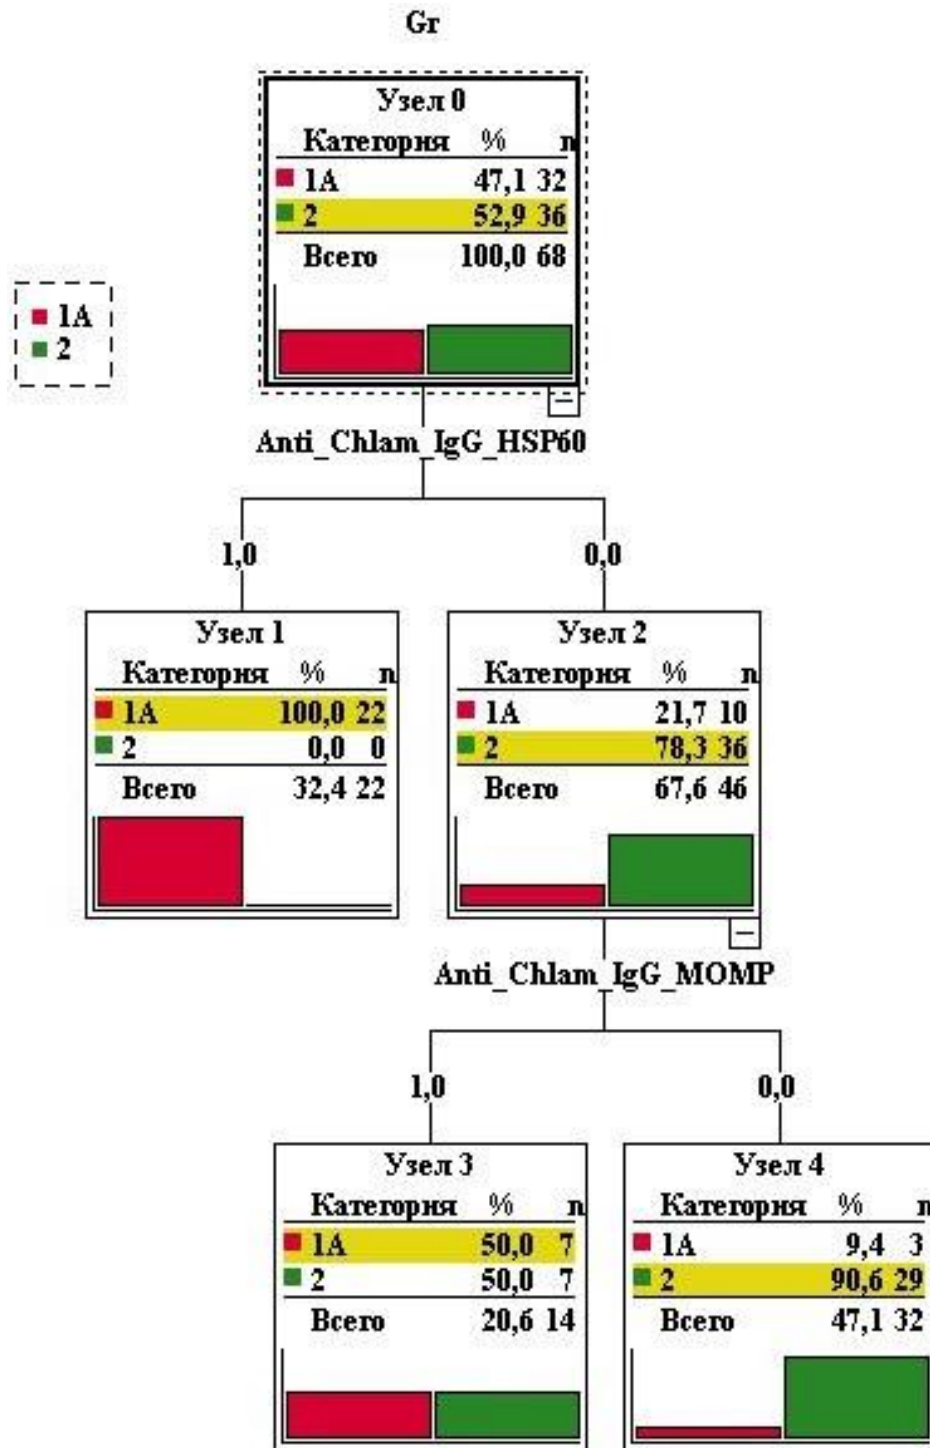 Gr
Узел 0
Категория % n
1A 47,1 32
2 52,9 36
Всего 100,0 68
1A
2
Anti_Chlam_IgG_HSP60
1,0 0,0
Узел 1
Категория % n
1A 100,0 22
2 0,0 0
Всего 32,4 22
Узел 2
Категория % n
1A 21,7 10
2 78,3 36
Всего 67,6 46
Anti_Chlam_IgG_MOMP
1,0 0,0
Узел 3
Категория % n
1A 50,0 7
2 50,0 7
Всего 20,6 14
Узел 4
Категория % n
1A 9,4 3
2 90,6 29
Всего 47,1 32